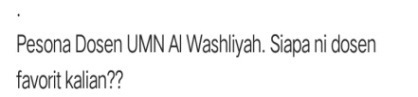 .
Pesona Dosen UMN Al Washliyah. Siapa ni dosen
favorit kalian??